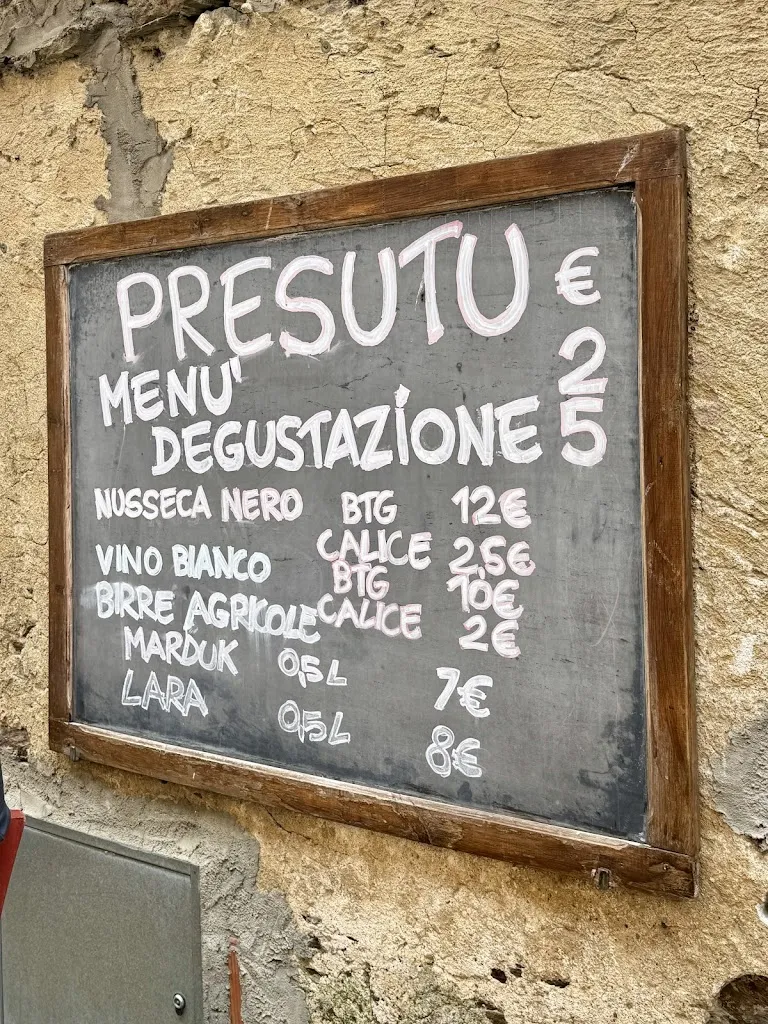 PRESUTU €
MENU' 25
DEGUSTAZIONE
NUSSECA NERO BTG 12€
CALICE 2,5€
VINO BIANCO BTG 10€
CALICE 2€
BIRRE AGRICOLE
MARDUK 0,5L 7€
LARA 0,5L 8€